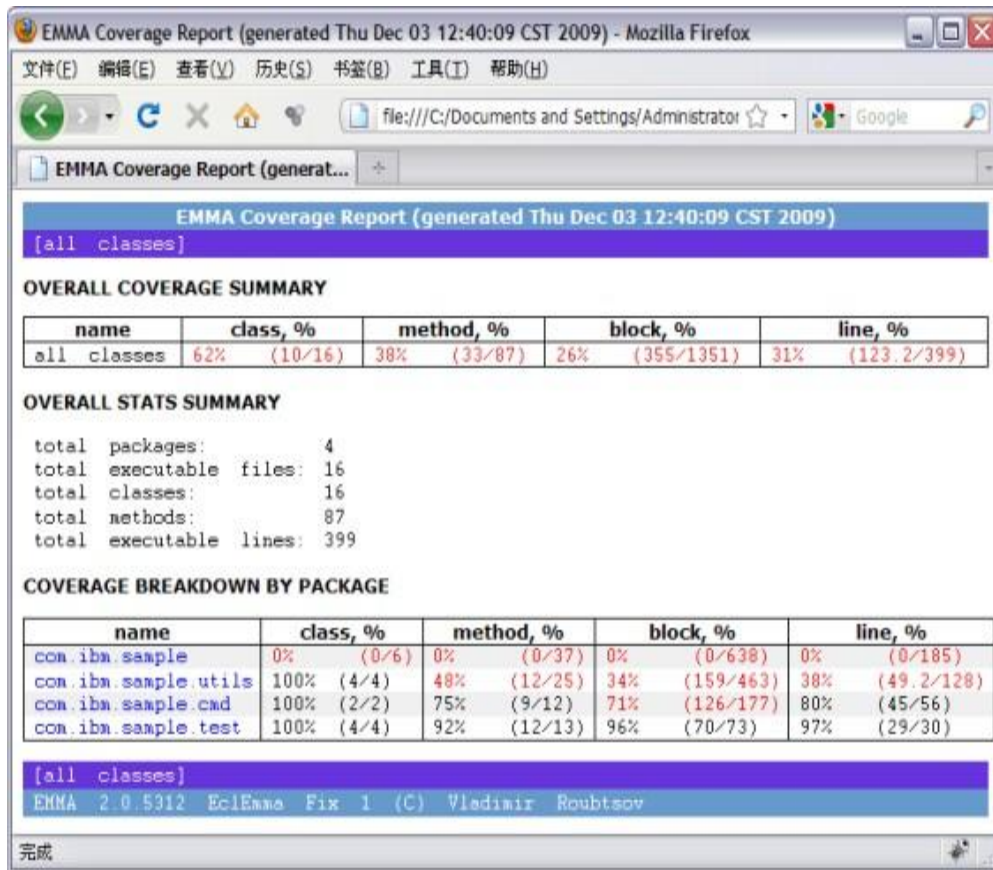 EMMA Coverage Report (generated Thu Dec 03 12:40:09 CST 2009) - Mozilla Firefox
文件(F) 编辑(E) 查看(V) 历史(S) 书签(B) 工具(T) 帮助(H)
file:///C:/Documents and Settings/Administrator Google
EMMA Coverage Report (generat...
EMMA Coverage Report (generated Thu Dec 03 12:40:09 CST 2009)
[all classes]
OVERALL COVERAGE SUMMARY
name class, % method, % block, % line, %
all classes 62% (10/16) 38% (33/87) 26% (355/1351) 31% (123.2/399)
OVERALL STATS SUMMARY
total packages: 4
total executable files: 16
total classes: 16
total methods: 87
total executable lines: 399
COVERAGE BREAKDOWN BY PACKAGE
name class, % method, % block, % line, %
com.ibm.sample 0% (0/6) 0% (0/37) 0% (0/638) 0% (0/185)
com.ibm.sample.utils 100% (4/4) 48% (12/25) 34% (159/463) 38% (49.2/128)
com.ibm.sample.cmd 100% (2/2) 75% (9/12) 71% (126/177) 80% (45/56)
com.ibm.sample.test 100% (4/4) 92% (12/13) 96% (70/73) 97% (29/30)
[all classes]
EMMA 2.0.5312 EclEmma Fix 1 (C) Vladimir Roubtsov
完成